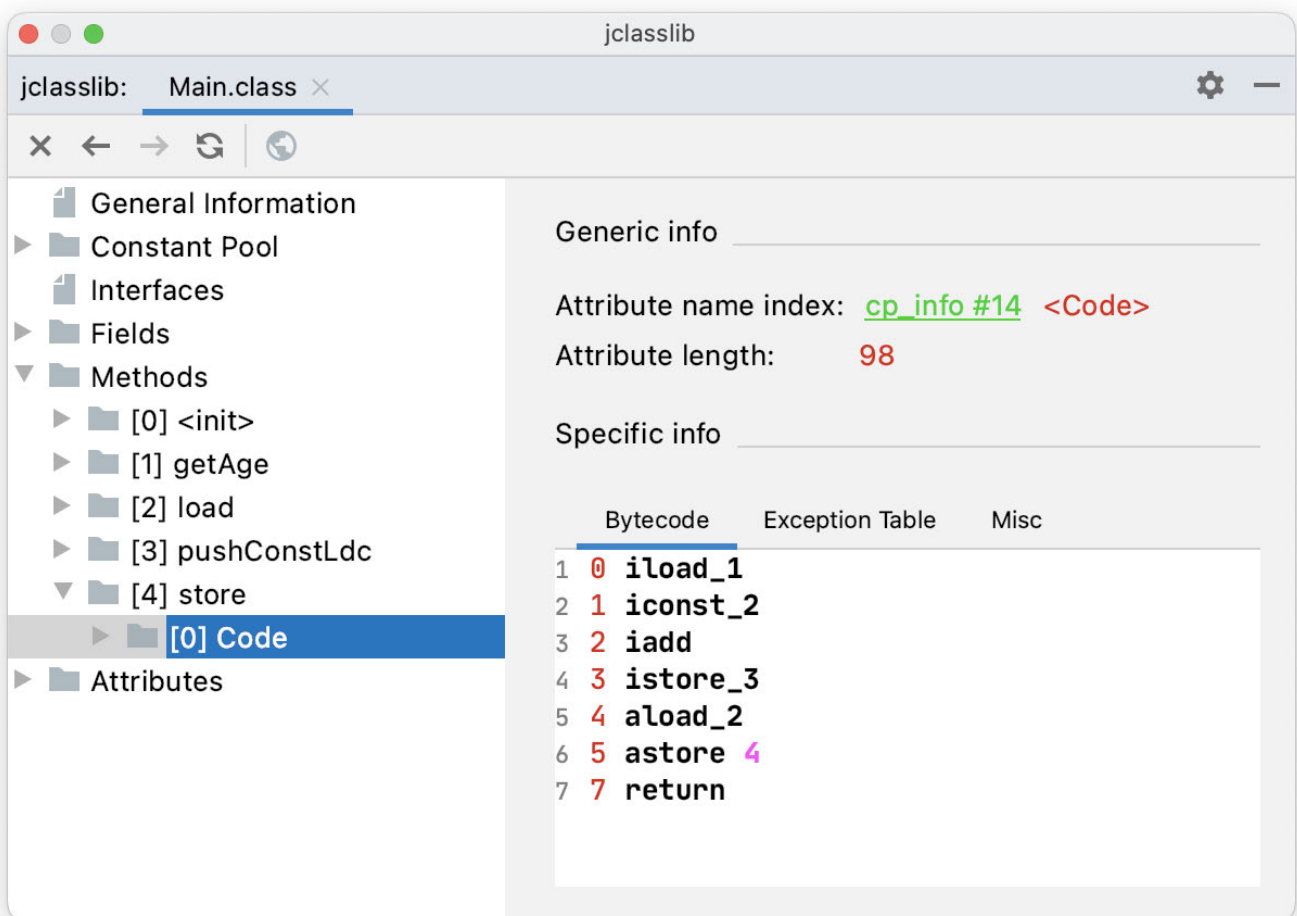 jclasslib
jclasslib: Main.class
General Information
Constant Pool
Interfaces
Fields
Methods
[0] <init>
[1] getAge
[2] load
[3] pushConstLdc
[4] store
[0] Code
Attributes
Generic info
Attribute name index: cp_info #14 <Code>
Attribute length: 98
Specific info
Bytecode Exception Table Misc
1 0 iload_1
2 1 iconst_2
3 2 iadd
4 3 istore_3
5 4 aload_2
6 5 astore 4
7 7 return